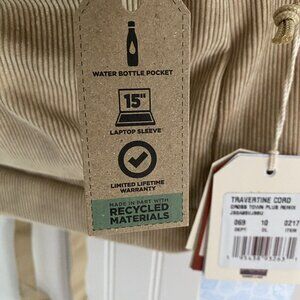 WATER BOTTLE POCKET
15"
LAPTOP SLEEVE
LIMITED LIFETIME
WARRANTY
MADE IN PART WITH
RECYCLED
MATERIALS
TRAVERTINE CORD
CROSS TOWN PLUS REMIX
069 10 0217
DEPT CL ITEM